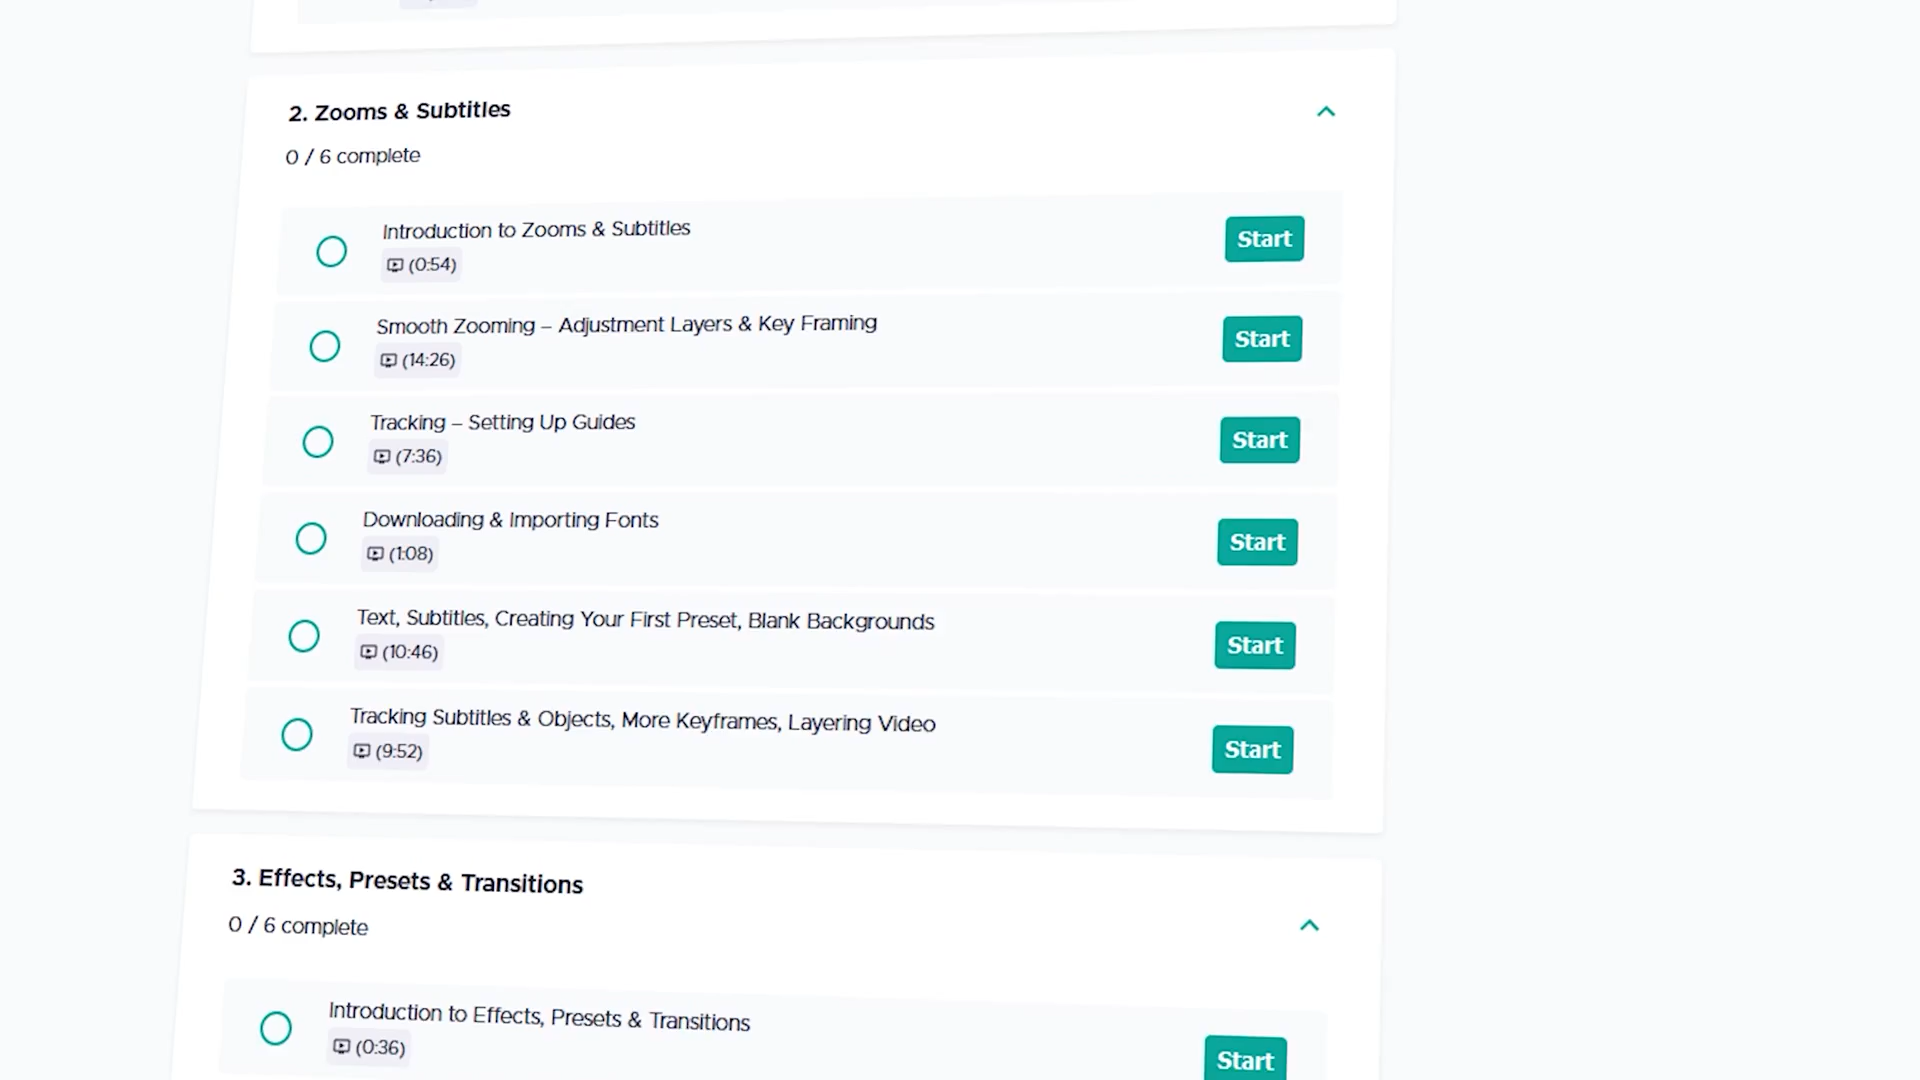 2. Zooms & Subtitles
0 / 6 complete
Introduction to Zooms & Subtitles
(0:54)
Start
Smooth Zooming – Adjustment Layers & Key Framing
(14:26)
Start
Tracking – Setting Up Guides
(7:36)
Start
Downloading & Importing Fonts
(1:08)
Start
Text, Subtitles, Creating Your First Preset, Blank Backgrounds
(10:46)
Start
Tracking Subtitles & Objects, More Keyframes, Layering Video
(9:52)
Start
3. Effects, Presets & Transitions
0 / 6 complete
Introduction to Effects, Presets & Transitions
(0:36)
Start